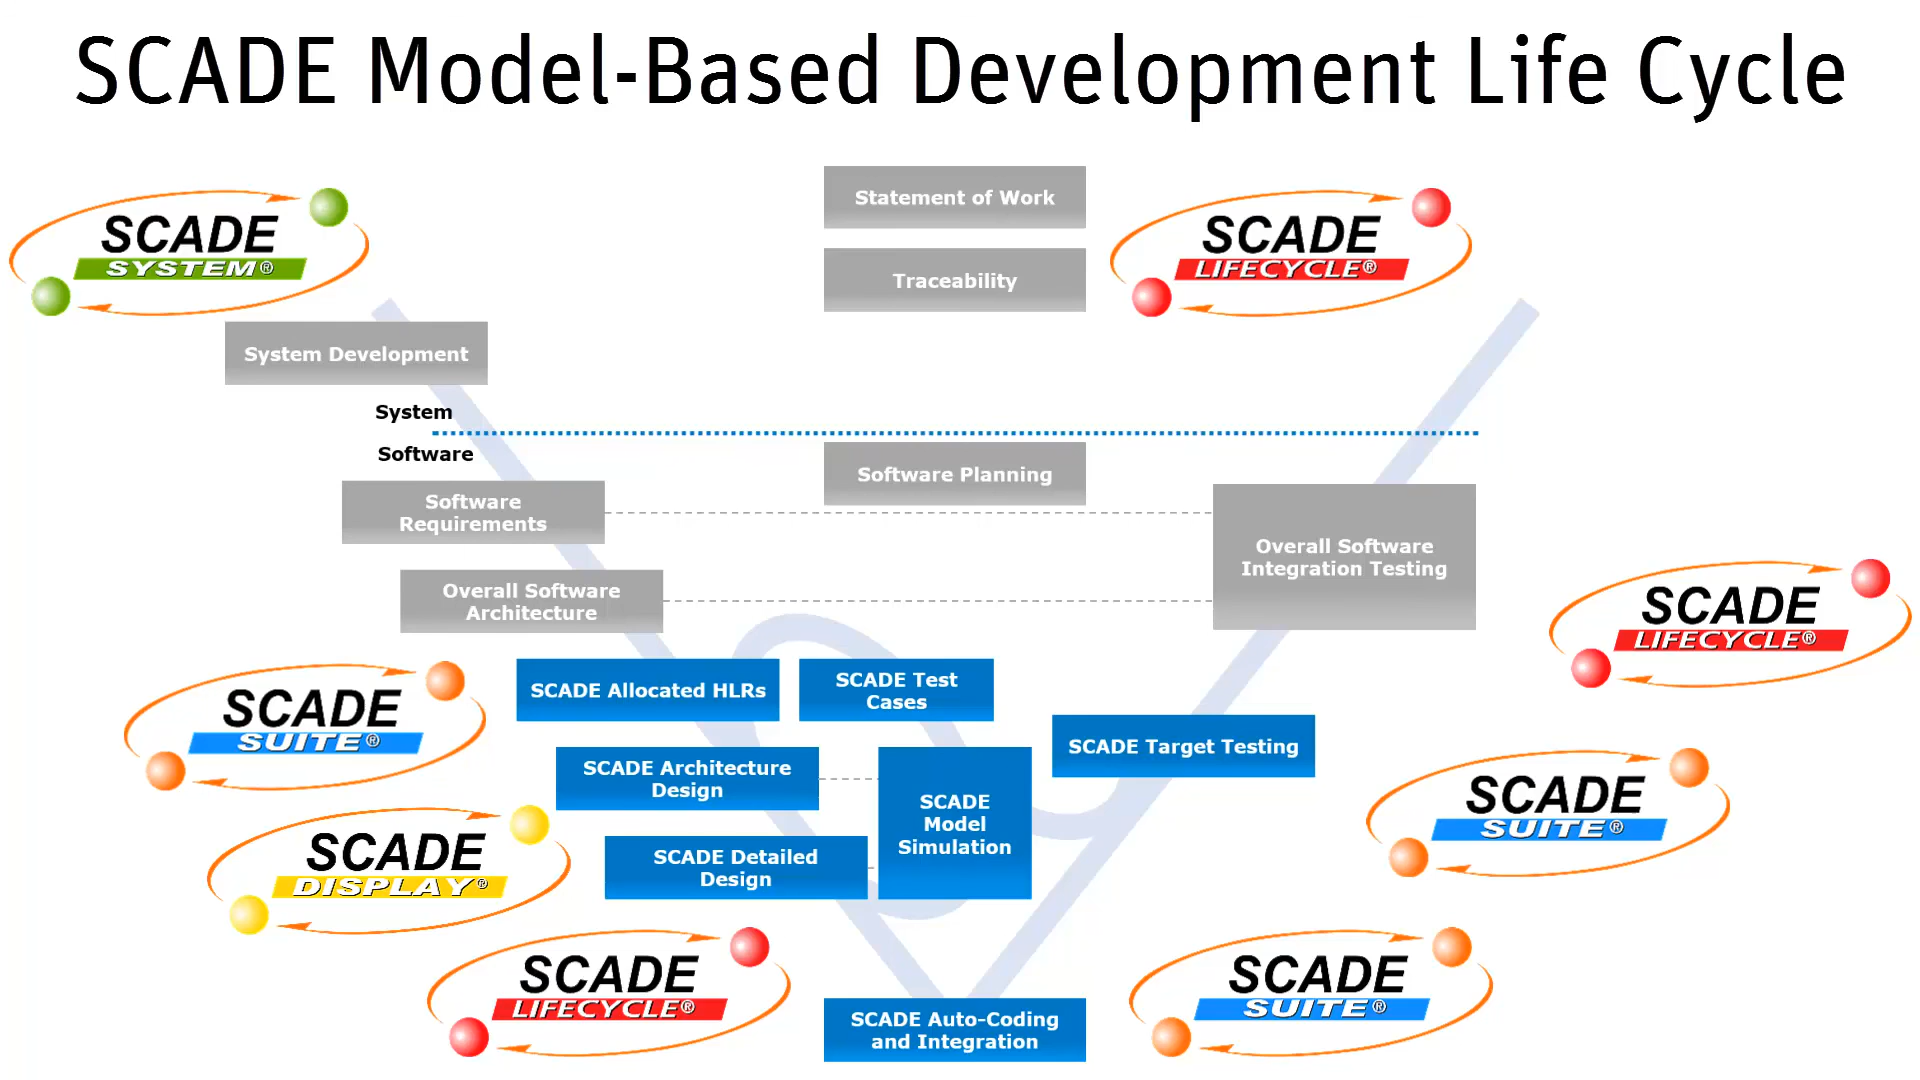 SCADE Model-Based Development Life Cycle
SCADE
SYSTEM®
Statement of Work
Traceability
SCADE
LIFECYCLE®
System Development
System
Software
Software Planning
Software
Requirements
Overall Software
Integration Testing
Overall Software
Architecture
SCADE
LIFECYCLE®
SCADE
SUITE®
SCADE Allocated HLRs
SCADE Test
Cases
SCADE Target Testing
SCADE Architecture
Design
SCADE
Model
Simulation
SCADE
SUITE®
SCADE
DISPLAY®
SCADE Detailed
Design
SCADE
LIFECYCLE®
SCADE Auto-Coding
and Integration
SCADE
SUITE®